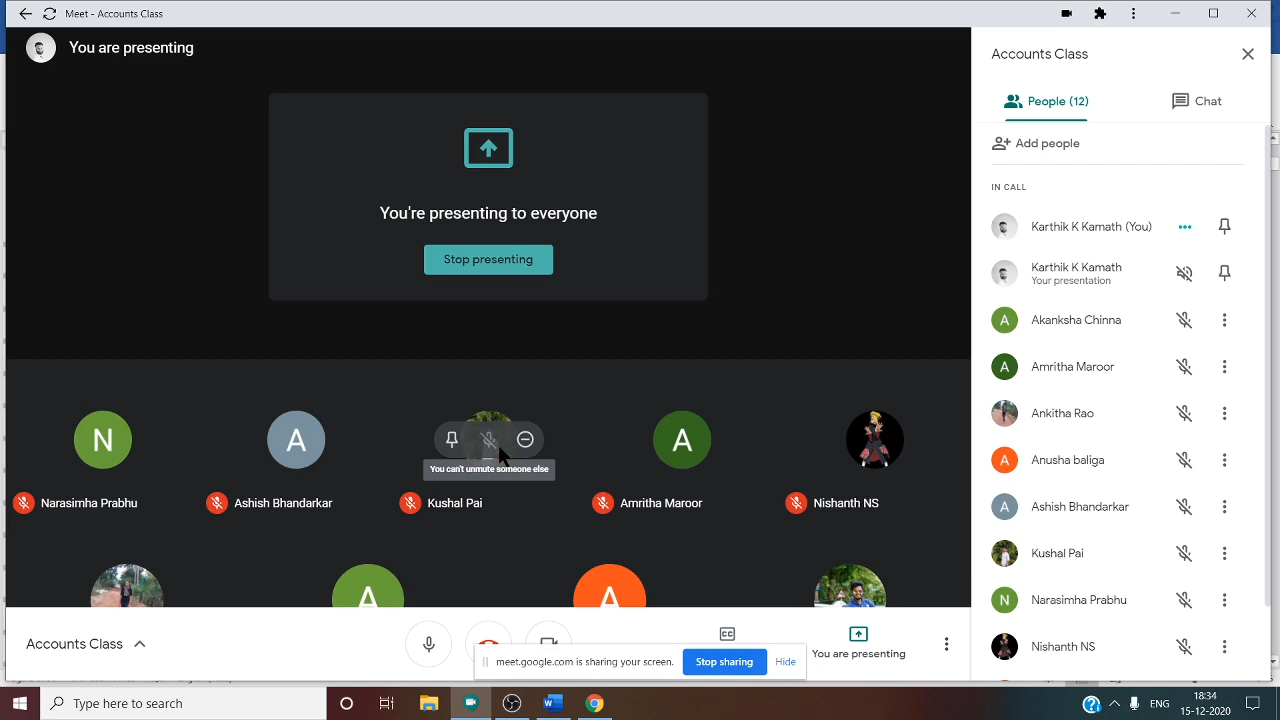 Meet - Accounts Class
You are presenting
You're presenting to everyone
Stop presenting
You can't unmute someone else
N
A
A
Narasimha Prabhu
Ashish Bhandarkar
Kushal Pai
Amritha Maroor
Nishanth NS
A
A
Accounts Class
CC
You are presenting
meet.google.com is sharing your screen.
Stop sharing
Hide
Accounts Class
People (12)
Chat
Add people
IN CALL
Karthik K Kamath (You)
Karthik K Kamath
Your presentation
A
Akanksha Chinna
A
Amritha Maroor
Ankitha Rao
A
Anusha baliga
A
Ashish Bhandarkar
Kushal Pai
N
Narasimha Prabhu
Nishanth NS
Type here to search
W
?
ENG
18:34
15-12-2020